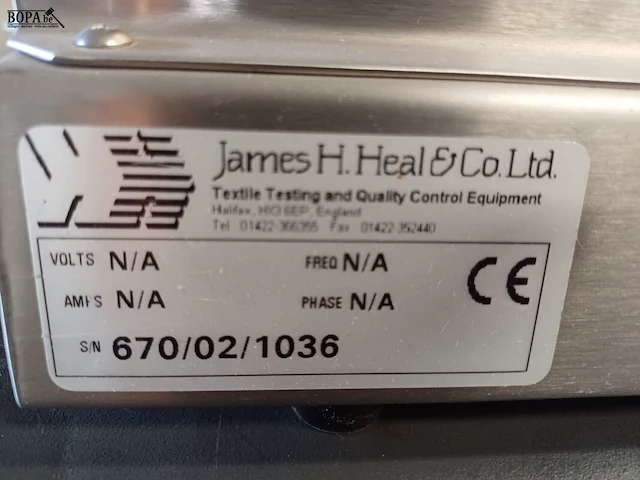 BOPA.be
James H. Heal & Co. Ltd.
Textile Testing and Quality Control Equipment
Halifax, HX3 6EP, England
Tel 01422-366355 Fax 01422-352440
VOLTS N/A FREQ N/A
AMPS N/A PHASE N/A
CE
S/N 670/02/1036